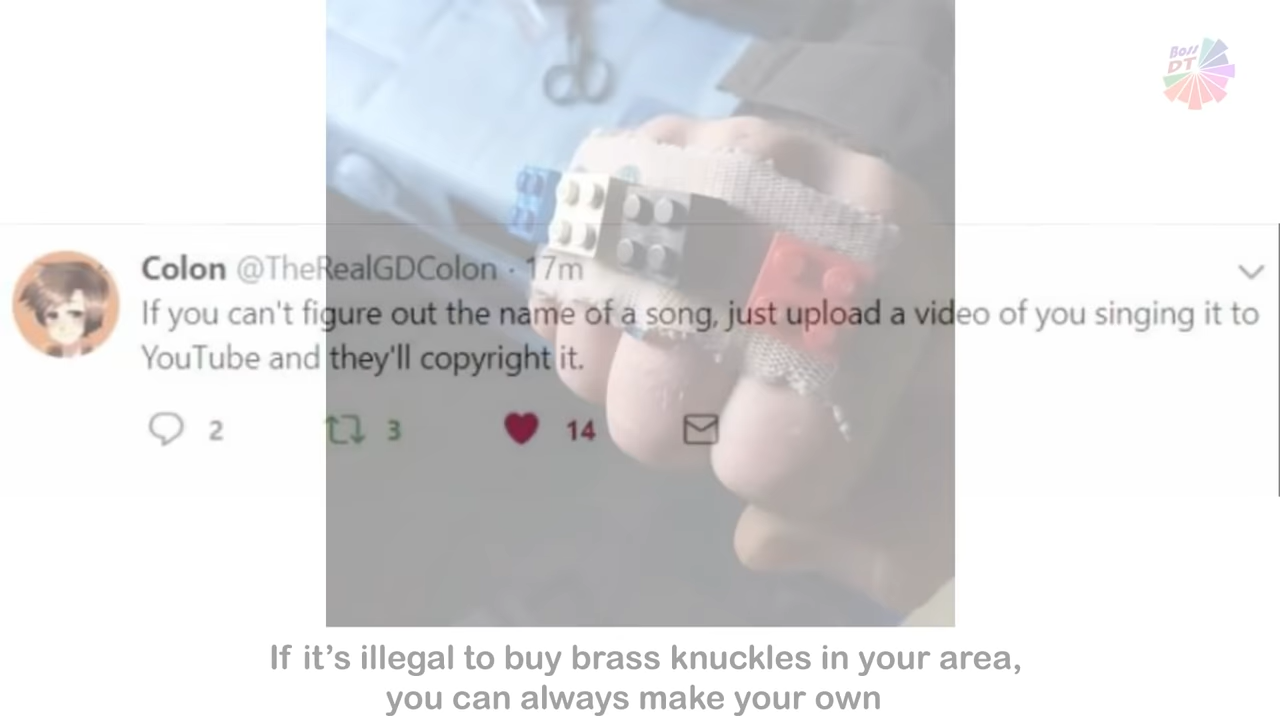 Boss
DT
Colon @TheRealGDColon · 17m
If you can't figure out the name of a song, just upload a video of you singing it to
YouTube and they'll copyright it.
2 3 14
If it's illegal to buy brass knuckles in your area,
you can always make your own